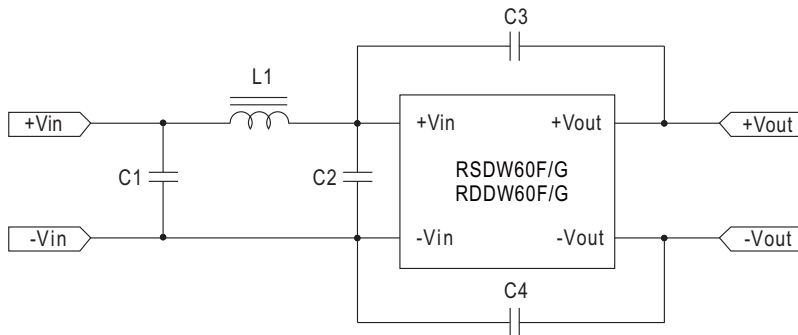 C3
L1
+Vin
+Vin
+Vout
+Vout
C1
C2
RSDW60F/G
RDDW60F/G
-Vin
-Vin
-Vout
-Vout
C4